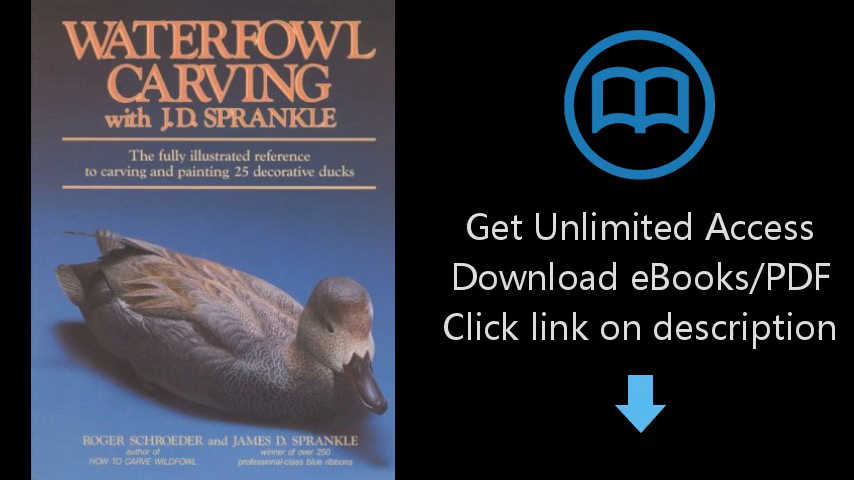 WATERFOWL
CARVING
with J.D. SPRANKLE
The fully illustrated reference
to carving and painting 25 decorative ducks
ROGER SCHROEDER and JAMES D. SPRANKLE
author of
HOW TO CARVE WILDFOWL
winner of over 250
professional-class blue ribbons
Get Unlimited Access
Download eBooks/PDF
Click link on description